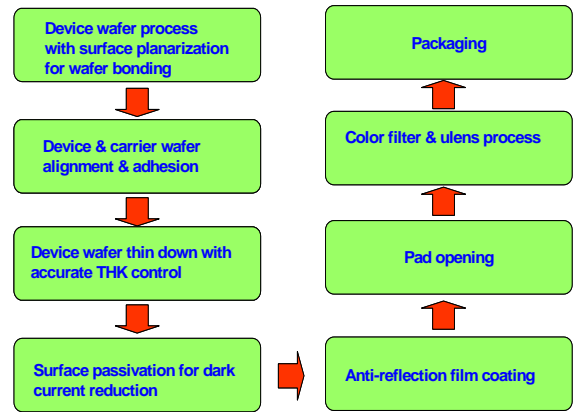 Device wafer process
with surface planarization
for wafer bonding
Device & carrier wafer
alignment & adhesion
Device wafer thin down with
accurate THK control
Surface passivation for dark
current reduction
Anti-reflection film coating
Pad opening
Color filter & ulens process
Packaging